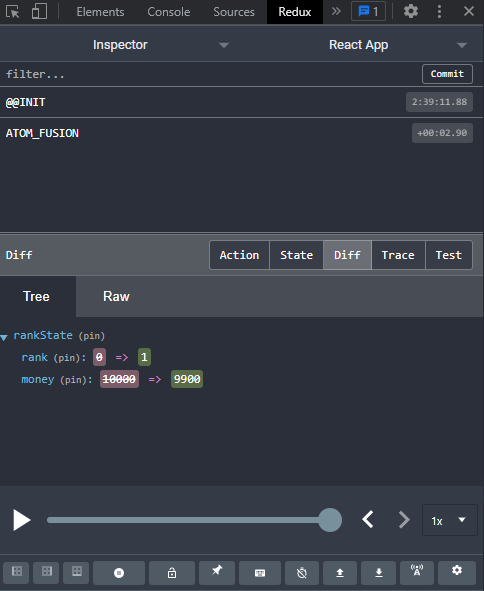 Elements Console Sources Redux » 1
Inspector React App
filter... Commit
@@INIT 2:39:11.88
ATOM_FUSION +00:02.90
Diff Action State Diff Trace Test
Tree Raw
rankState (pin)
rank (pin): 0 => 1
money (pin): 10000 => 9900
1x